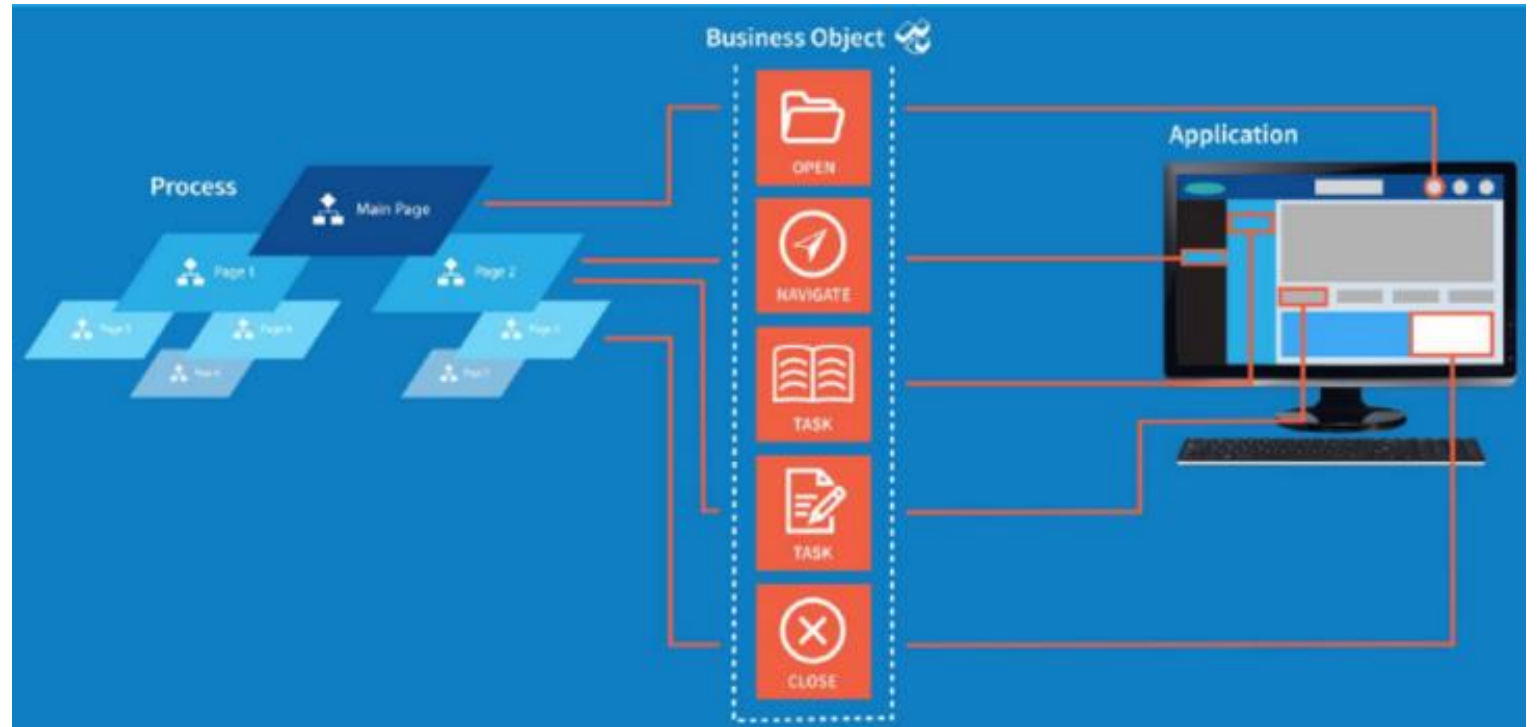 Business Object
OPEN
Application
Process
Main Page
NAVIGATE
Page 1
Page 2
TASK
TASK
CLOSE